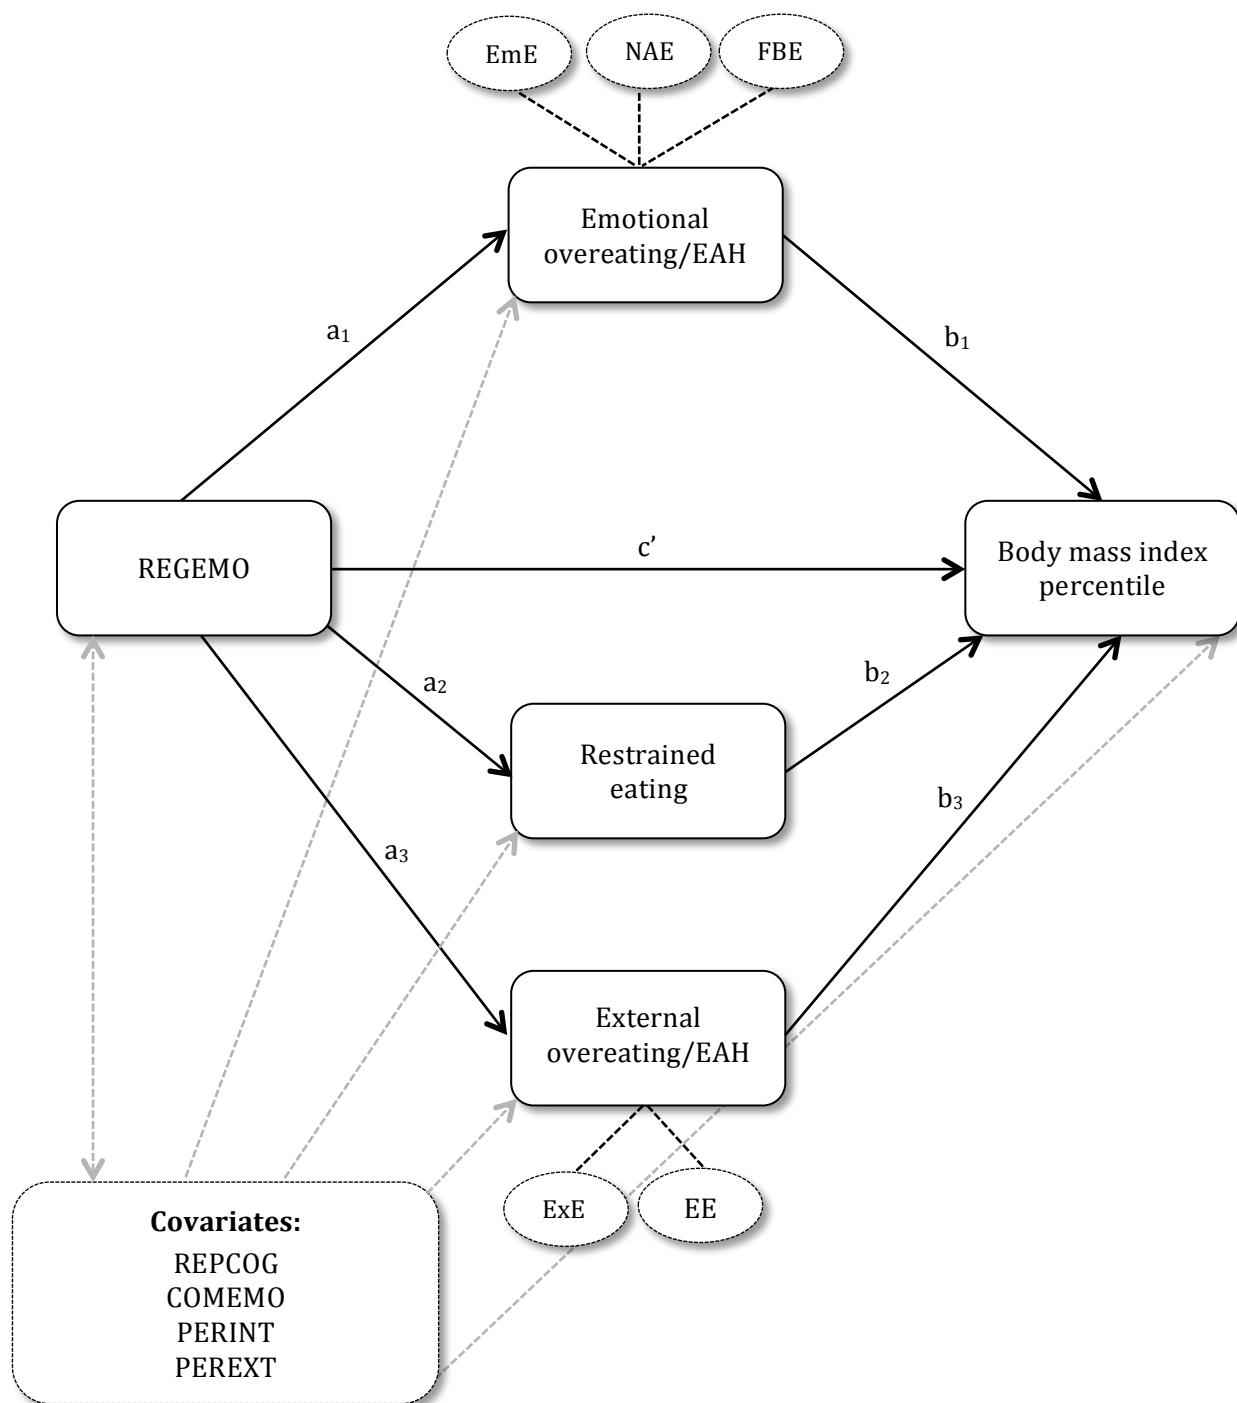 EmE
NAE
FBE
Emotional
overeating/EAH
a₁
b₁
REGEMO
c’
Body mass index
percentile
a₂
b₂
Restrained
eating
a₃
b₃
External
overeating/EAH
ExE
EE
Covariates:
REPCOG
COMEMO
PERINT
PEREXT